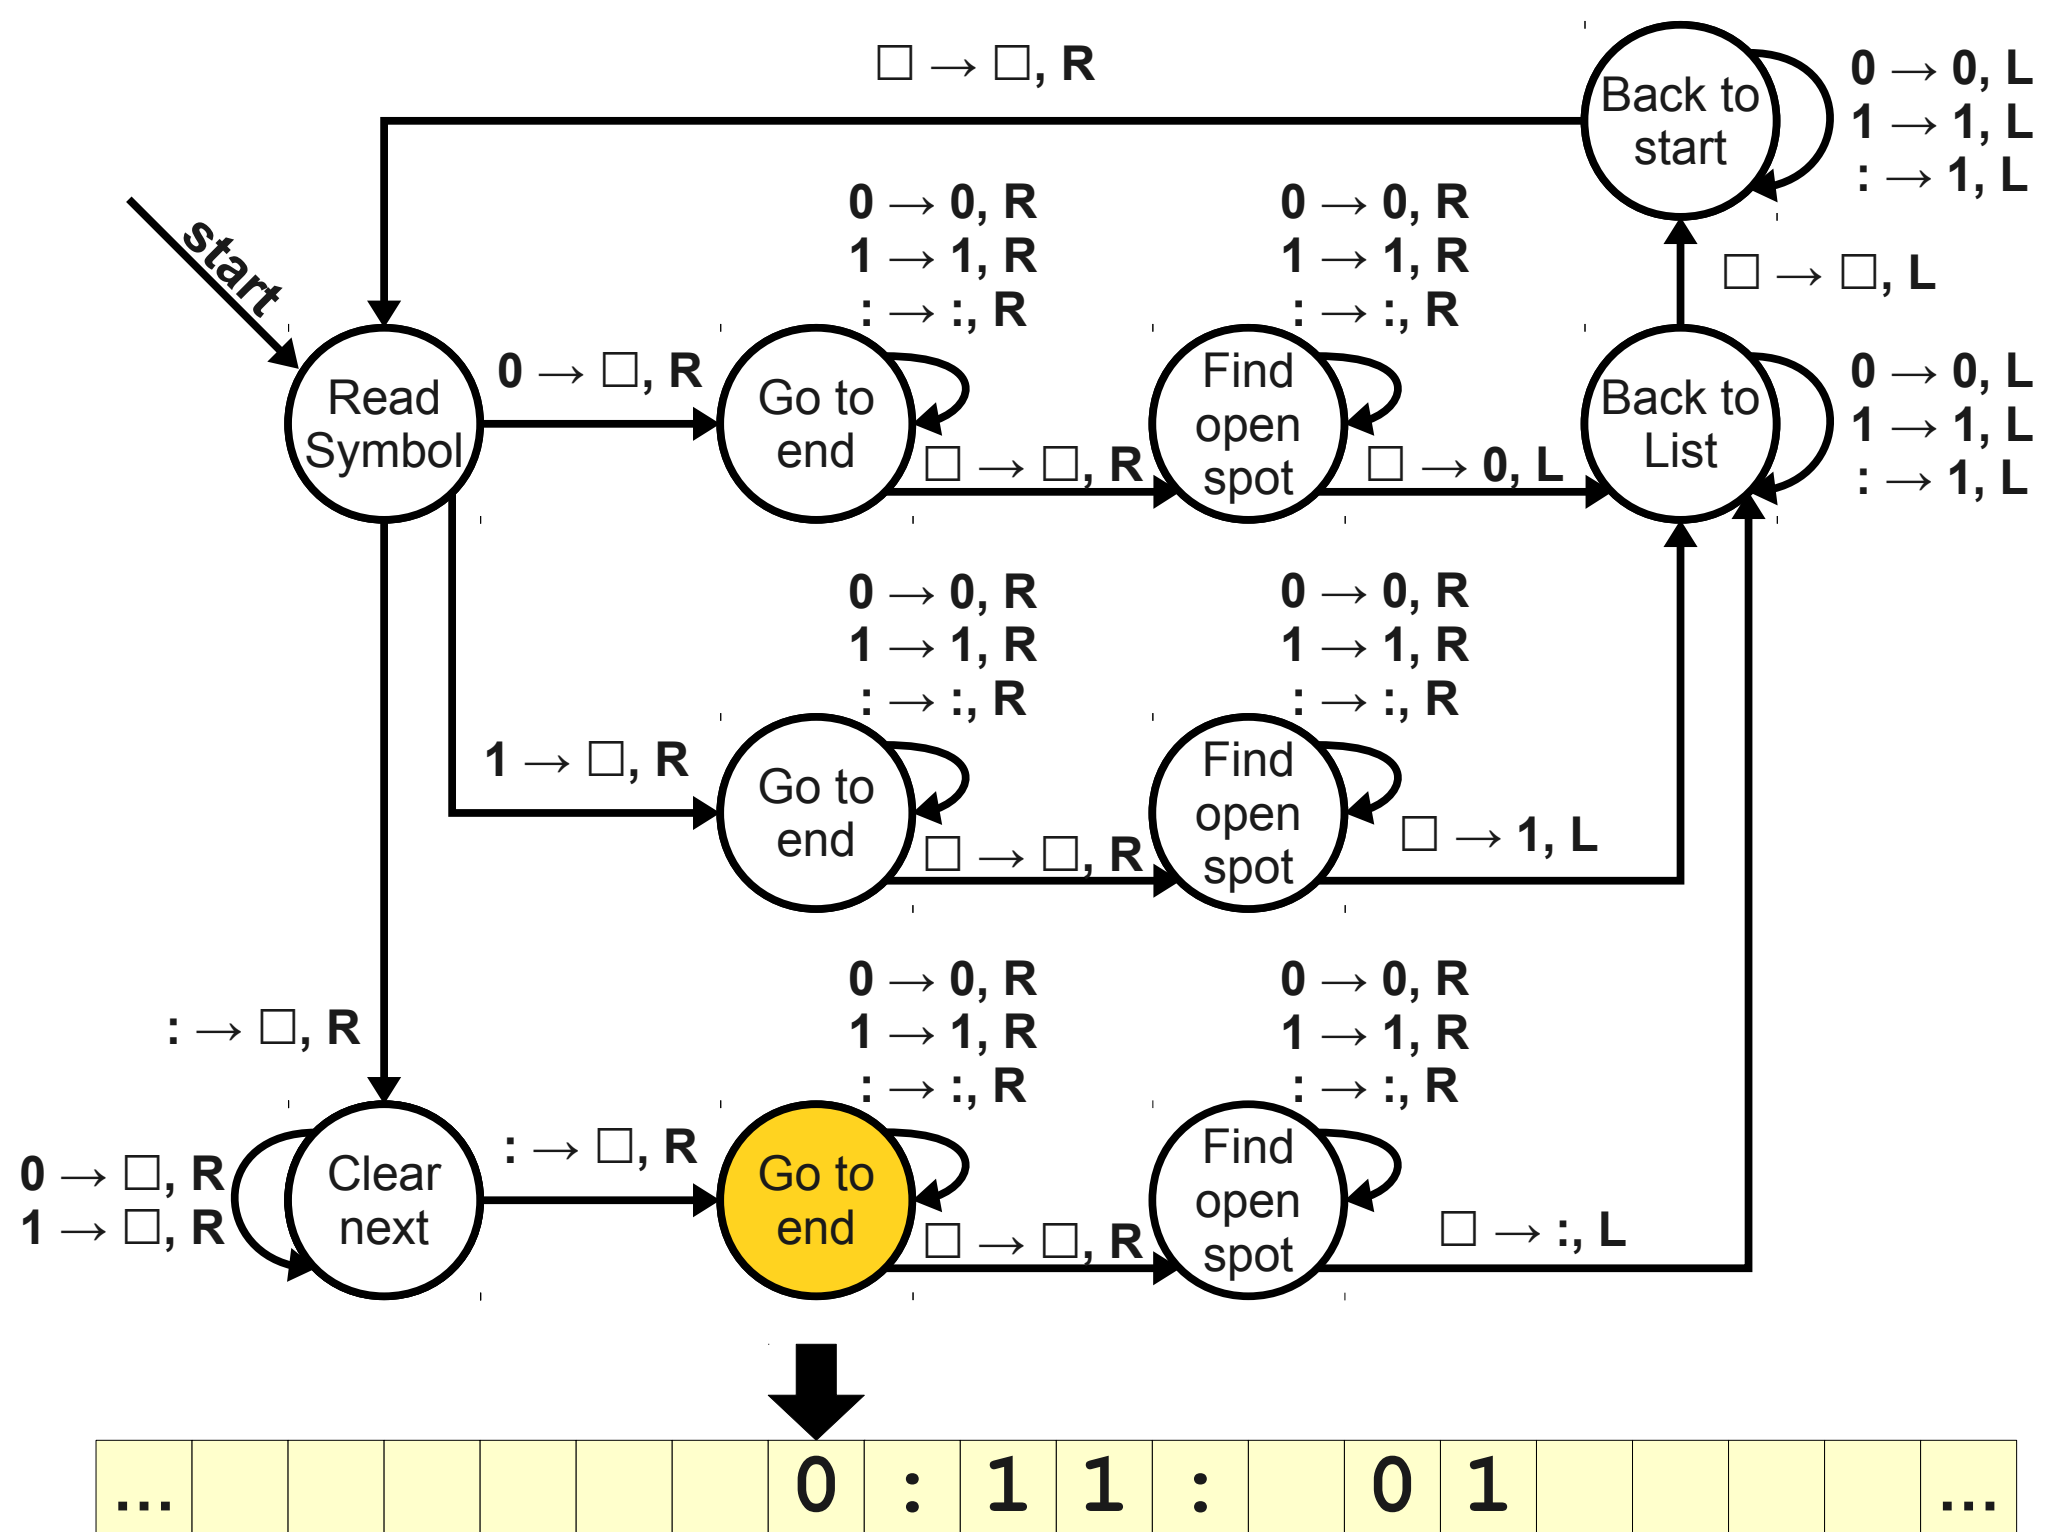 □ → □, R
Back to
start
0 → 0, L
1 → 1, L
: → 1, L
start
0 → 0, R
1 → 1, R
: → :, R
0 → 0, R
1 → 1, R
: → :, R
□ → □, L
Read
Symbol
0 → □, R
Go to
end
□ → □, R
Find
open
spot
□ → 0, L
Back to
List
0 → 0, L
1 → 1, L
: → 1, L
0 → 0, R
1 → 1, R
: → :, R
0 → 0, R
1 → 1, R
: → :, R
1 → □, R
Go to
end
□ → □, R
Find
open
spot
□ → 1, L
0 → 0, R
1 → 1, R
: → :, R
0 → 0, R
1 → 1, R
: → :, R
: → □, R
0 → □, R
1 → □, R
Clear
next
: → □, R
Go to
end
□ → □, R
Find
open
spot
□ → :, L
... 0 : 1 1 : 0 1 ...